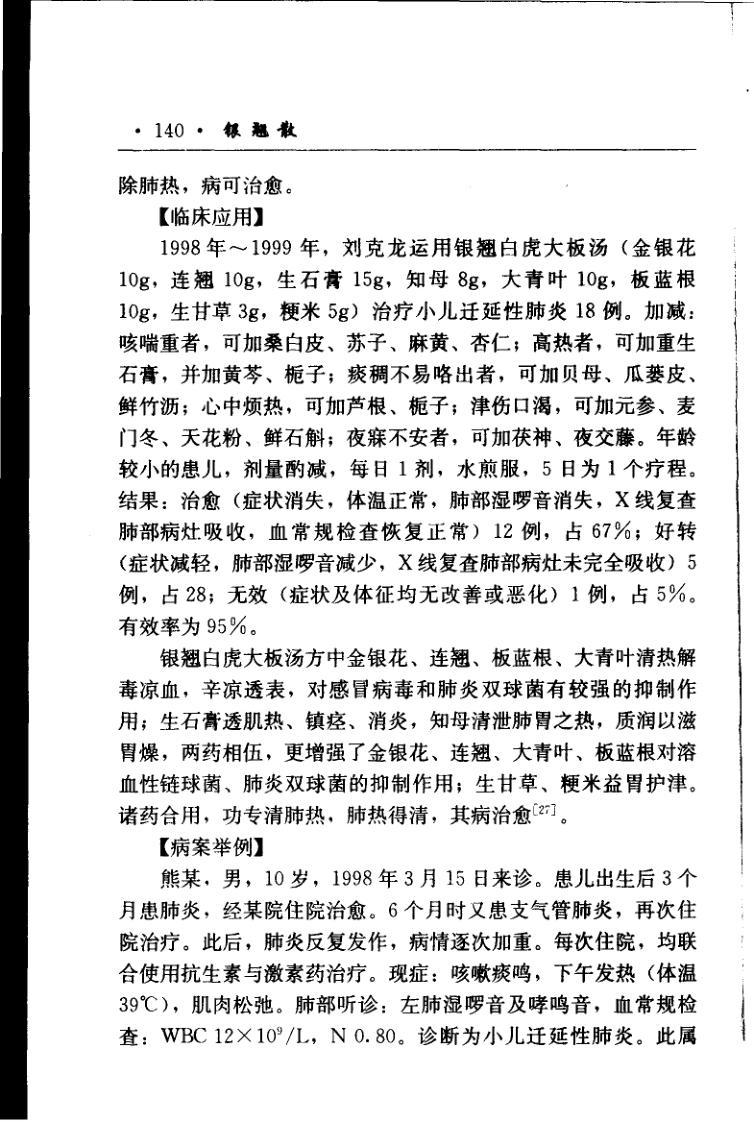 · 140 · 银翘散
除肺热，病可治愈。
【临床应用】
1998年～1999年，刘克龙运用银翘白虎大板汤（金银花
10g，连翘 10g，生石膏 15g，知母 8g，大青叶 10g，板蓝根
10g，生甘草 3g，粳米 5g）治疗小儿迁延性肺炎 18 例。加减：
咳喘重者，可加桑白皮、苏子、麻黄、杏仁；高热者，可加重生
石膏，并加黄芩、栀子；痰稠不易咯出者，可加贝母、瓜蒌皮、
鲜竹沥；心中烦热，可加芦根、栀子；津伤口渴，可加元参、麦
门冬、天花粉、鲜石斛；夜寐不安者，可加茯神、夜交藤。年龄
较小的患儿，剂量酌减，每日 1 剂，水煎服，5 日为 1 个疗程。
结果：治愈（症状消失，体温正常，肺部湿啰音消失，X 线复查
肺部病灶吸收，血常规检查恢复正常）12 例，占 67%；好转
（症状减轻，肺部湿啰音减少，X 线复查肺部病灶未完全吸收）5
例，占 28；无效（症状及体征均无改善或恶化）1 例，占 5%。
有效率为 95%。
银翘白虎大板汤方中金银花、连翘、板蓝根、大青叶清热解
毒凉血，辛凉透表，对感冒病毒和肺炎双球菌有较强的抑制作
用；生石膏透肌热、镇痉、消炎，知母清泄肺胃之热，质润以滋
胃燥，两药相伍，更增强了金银花、连翘、大青叶、板蓝根对溶
血性链球菌、肺炎双球菌的抑制作用；生甘草、粳米益胃护津。
诸药合用，功专清肺热，肺热得清，其病治愈[27]。
【病案举例】
熊某，男，10 岁，1998 年 3 月 15 日来诊。患儿出生后 3 个
月患肺炎，经某院住院治愈。6 个月时又患支气管肺炎，再次住
院治疗。此后，肺炎反复发作，病情逐次加重。每次住院，均联
合使用抗生素与激素药治疗。现症：咳嗽痰鸣，下午发热（体温
39℃），肌肉松弛。肺部听诊：左肺湿啰音及哮鸣音，血常规检
查：WBC 12×10⁹/L，N 0.80。诊断为小儿迁延性肺炎。此属